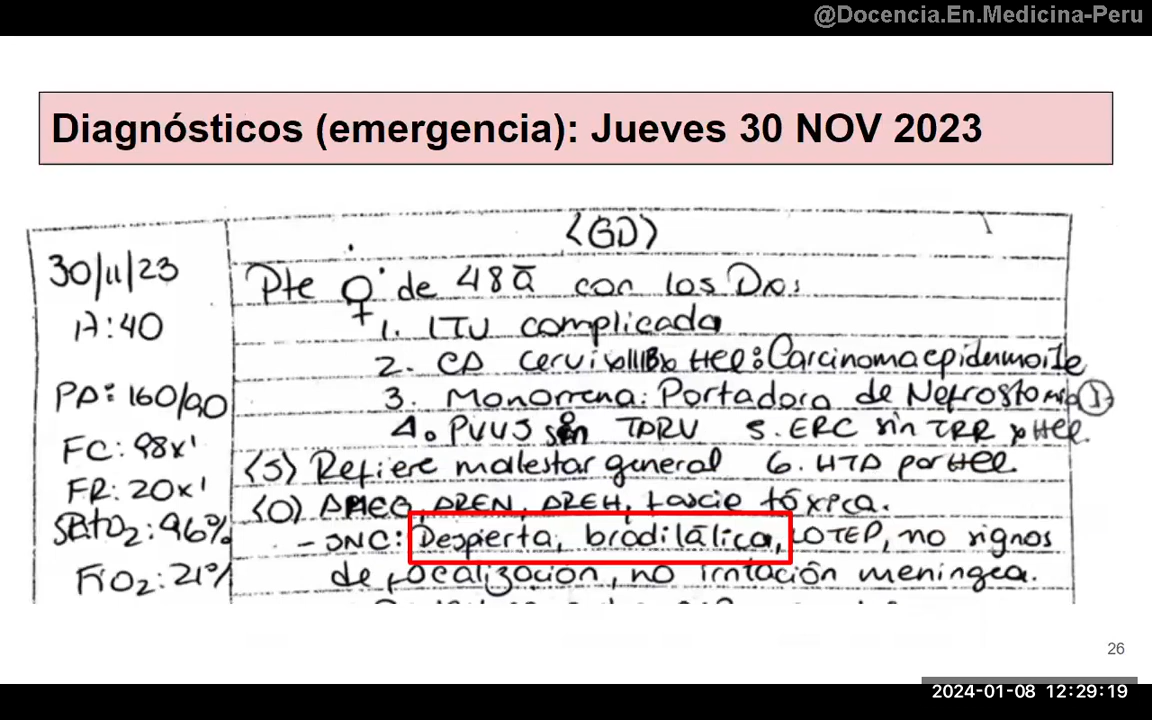 @Docencia.En.Medicina-Peru
Diagnósticos (emergencia): Jueves 30 NOV 2023
<GD>
30/11/23
17:40
PA: 160/90
FC: 98x'
FR: 20x'
SatO2: 96%
FiO2: 21%
Pte ♀ de 48a con los Dx:
1. ITU complicada
2. CA cervix IIIB x HCl: Carcinoma epidermoide
3. Monorrena: Portadora de Nefrostomia (I)
4. PVVS sin TARV 5. ERC sin TRR x HCl.
(S) Refiere malestar general 6. HTA por HCl.
(O) AMEG, AREN, AREH, fascie tóxica.
- SNC: Despierta, bradilálica, LOTEP, no signos
de focalización, no irritación meníngea.
26
2024-01-08 12:29:19